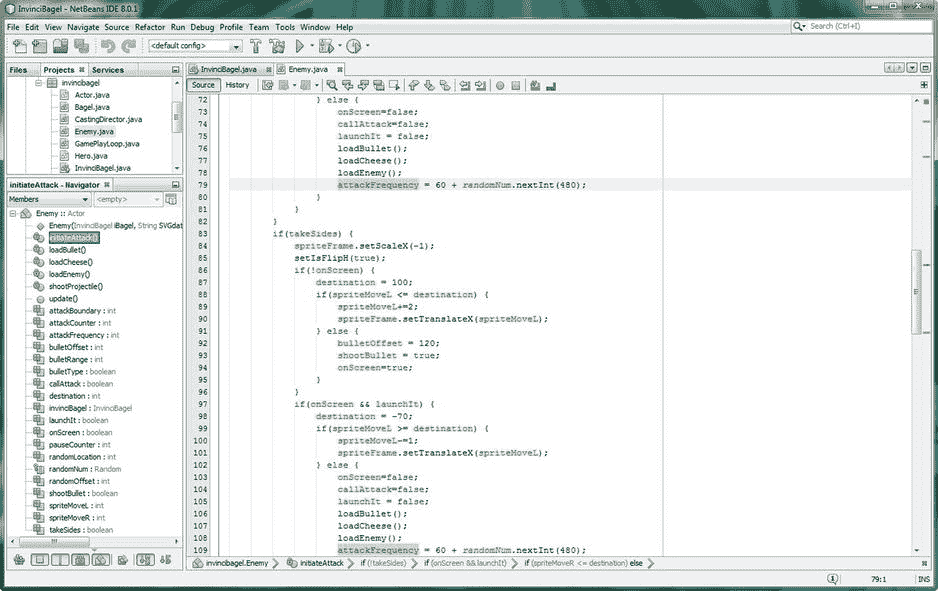 InvinciBagel - NetBeans IDE 8.0.1
File Edit View Navigate Source Refactor Run Debug Profile Team Tools Window Help
Search (Ctrl+I)
<default config>
Files Projects Services
InvinciBagel.java Enemy.java
Source History
invincibagel
Actor.java
Bagel.java
CastingDirector.java
Enemy.java
GamePlayLoop.java
Hero.java
InvinciBagel.java
initiateAttack - Navigator
Members <empty>
Enemy :: Actor
Enemy(InvinciBagel iBagel, String SVGdat
initiateAttack()
loadBullet()
loadCheese()
loadEnemy()
shootProjectile()
update()
attackBoundary : int
attackCounter : int
attackFrequency : int
bulletOffset : int
bulletRange : int
bulletType : boolean
callAttack : boolean
destination : int
invinciBagel : InvinciBagel
launchIt : boolean
onScreen : boolean
pauseCounter : int
randomLocation : int
randomNum : Random
randomOffset : int
shootBullet : boolean
spriteMoveL : int
spriteMoveR : int
takeSides : boolean
72 } else {
73 onScreen=false;
74 callAttack=false;
75 launchIt = false;
76 loadBullet();
77 loadCheese();
78 loadEnemy();
79 attackFrequency = 60 + randomNum.nextInt(480);
80 }
81 }
82 }
83 if(takeSides) {
84 spriteFrame.setScaleX(-1);
85 setIsFlipH(true);
86 if(!onScreen) {
87 destination = 100;
88 if(spriteMoveL <= destination) {
89 spriteMoveL+=2;
90 spriteFrame.setTranslateX(spriteMoveL);
91 } else {
92 bulletOffset = 120;
93 shootBullet = true;
94 onScreen=true;
95 }
96 }
97 if(onScreen && launchIt) {
98 destination = -70;
99 if(spriteMoveL >= destination) {
100 spriteMoveL-=1;
101 spriteFrame.setTranslateX(spriteMoveL);
102 } else {
103 onScreen=false;
104 callAttack=false;
105 launchIt = false;
106 loadBullet();
107 loadCheese();
108 loadEnemy();
109 attackFrequency = 60 + randomNum.nextInt(480);
invincibagel.Enemy initiateAttack if (!takeSides) if (onScreen && launchIt) if (spriteMoveR <= destination) else
79:1 INS